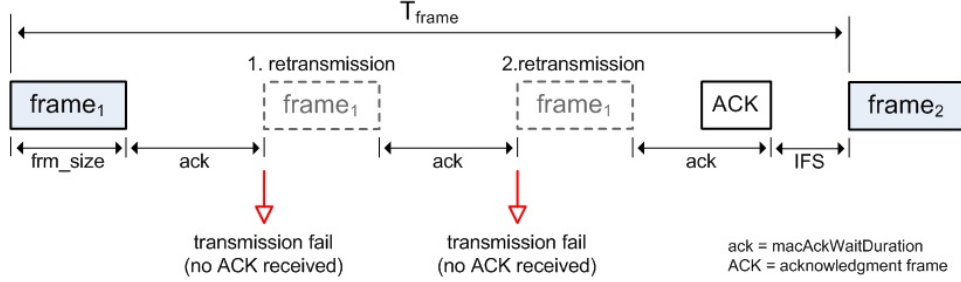 T_frame
1. retransmission
2.retransmission
frame₁
frame₁
frame₁
ACK
frame₂
frm_size
ack
ack
ack
IFS
transmission fail
(no ACK received)
transmission fail
(no ACK received)
ack = macAckWaitDuration
ACK = acknowledgment frame